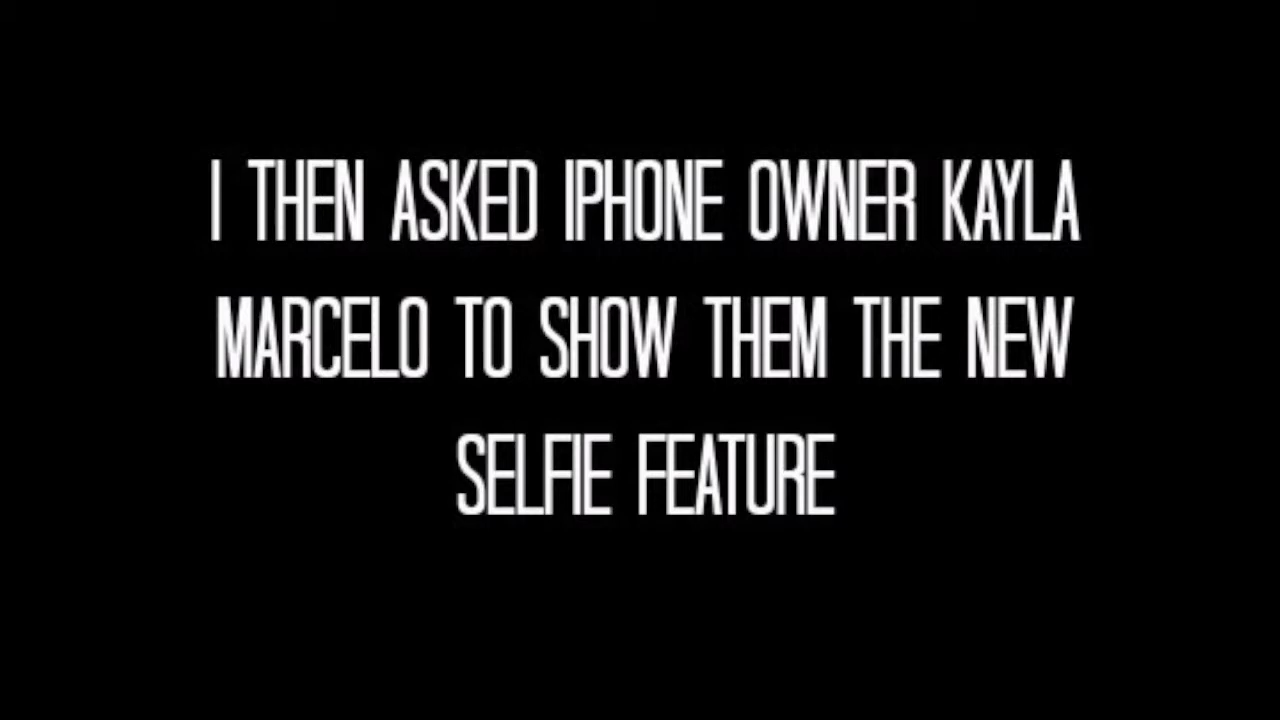 I THEN ASKED IPHONE OWNER KAYLA
MARCELO TO SHOW THEM THE NEW
SELFIE FEATURE